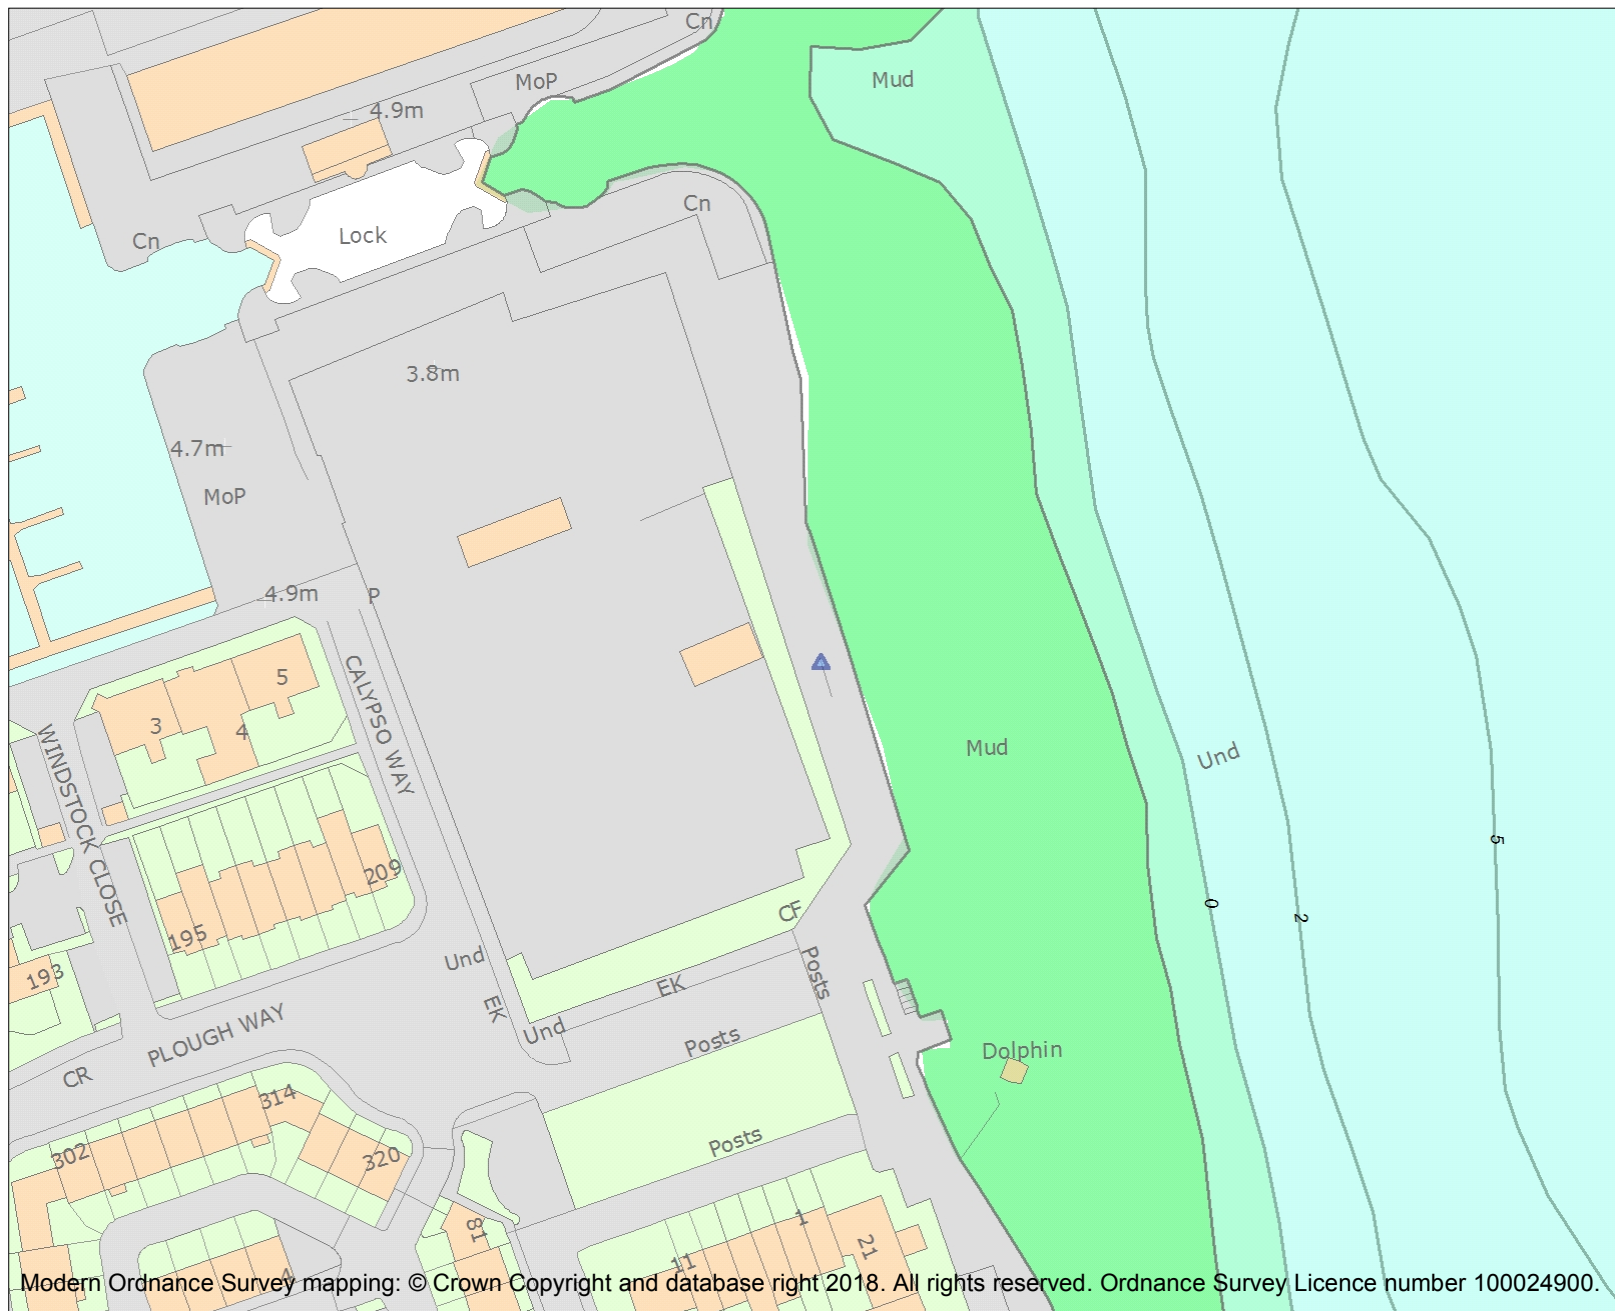 Cn
MoP
Mud
4.9m
Cn
Lock
Cn
3.8m
4.7m
MoP
4.9m
P
CALYPSO WAY
5
3
4
WINDSTOCK CLOSE
Mud
Und
5
0
2
209
195
193
CF
Und
EK
EK
Posts
Und
Posts
PLOUGH WAY
CR
Dolphin
314
302
320
Posts
81
1
21
11
4
Modern Ordnance Survey mapping: © Crown Copyright and database right 2018. All rights reserved. Ordnance Survey Licence number 100024900.